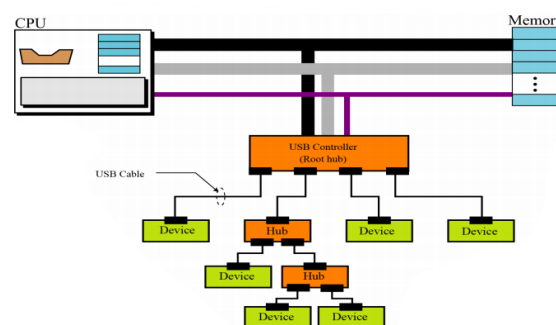 CPU
Memor
USB Controller
(Root hub)
USB Cable
Device
Hub
Device
Device
Device
Hub
Device
Device